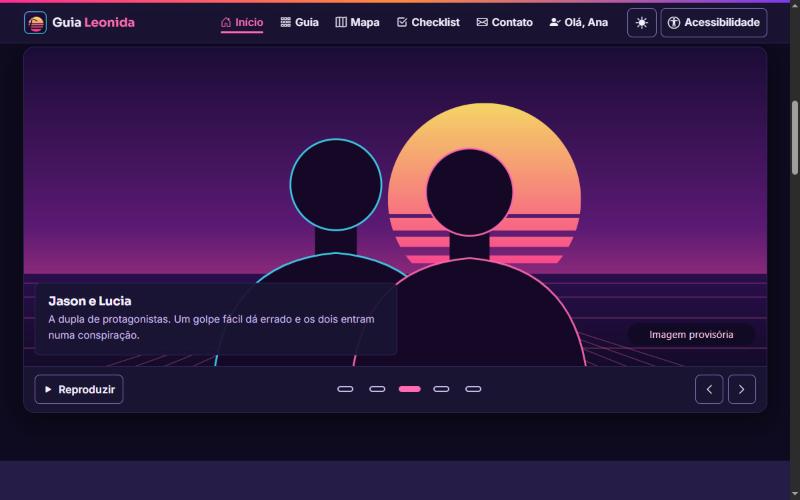 Guia Leonida
Início
Guia
Mapa
Checklist
Contato
Olá, Ana
Acessibilidade
Jason e Lucia
A dupla de protagonistas. Um golpe fácil dá errado e os dois entram
numa conspiração.
Imagem provisória
Reproduzir